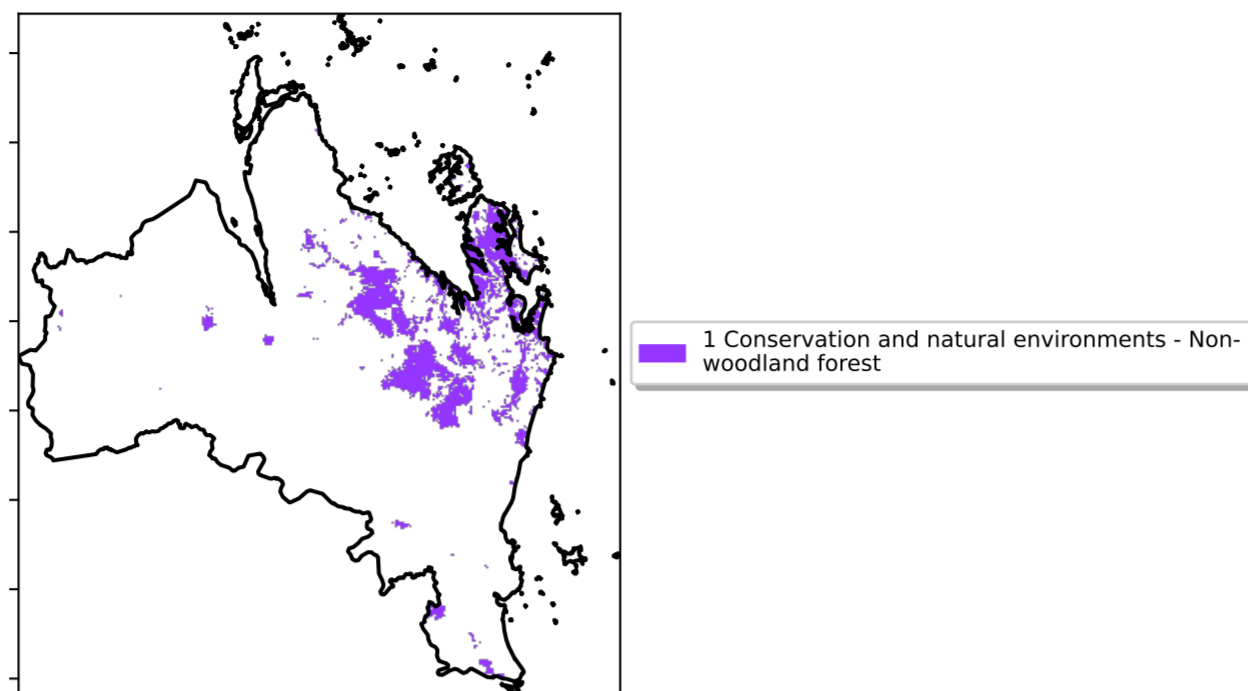 1 Conservation and natural environments - Non-
woodland forest